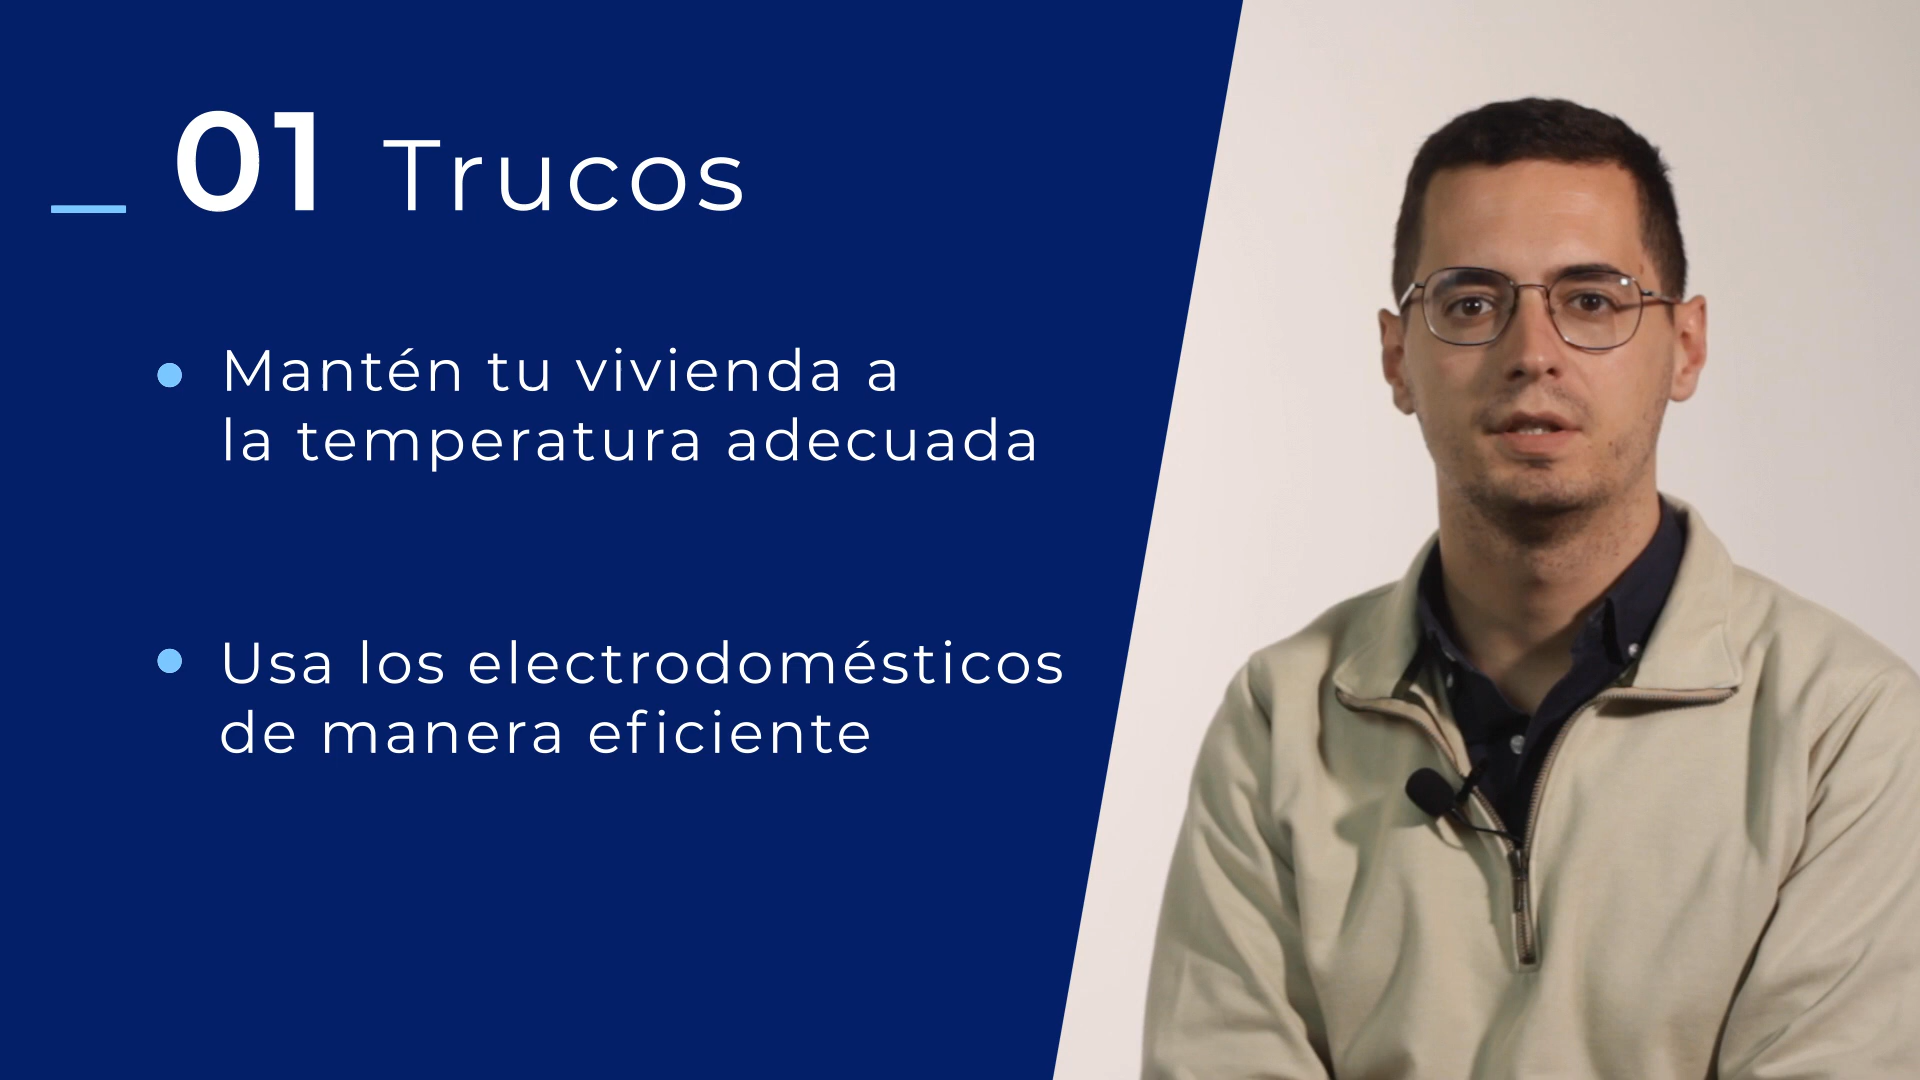 01 Trucos
Mantén tu vivienda a
la temperatura adecuada
Usa los electrodomésticos
de manera eficiente